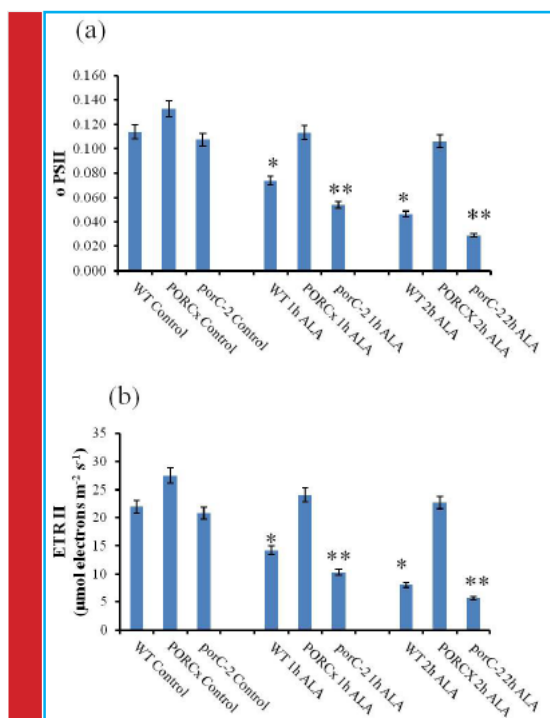 (a)
0.160
0.140
0.120
0.100
0.080
0.060
0.040
0.020
0.000
o PSII
* ** * **
WT Control
PORCx Control
porC-2 Control
WT 1h ALA
PORCx 1h ALA
porC-2 1h ALA
WT 2h ALA
PORCX 2h ALA
porC-2 2h ALA
(b)
35
30
25
20
15
10
5
0
ETR II
(μmol electrons m⁻² s⁻¹)
* ** * **
WT Control
PORCx Control
porC-2 Control
WT 1h ALA
PORCx 1h ALA
porC-2 1h ALA
WT 2h ALA
PORCX 2h ALA
porC-2 2h ALA